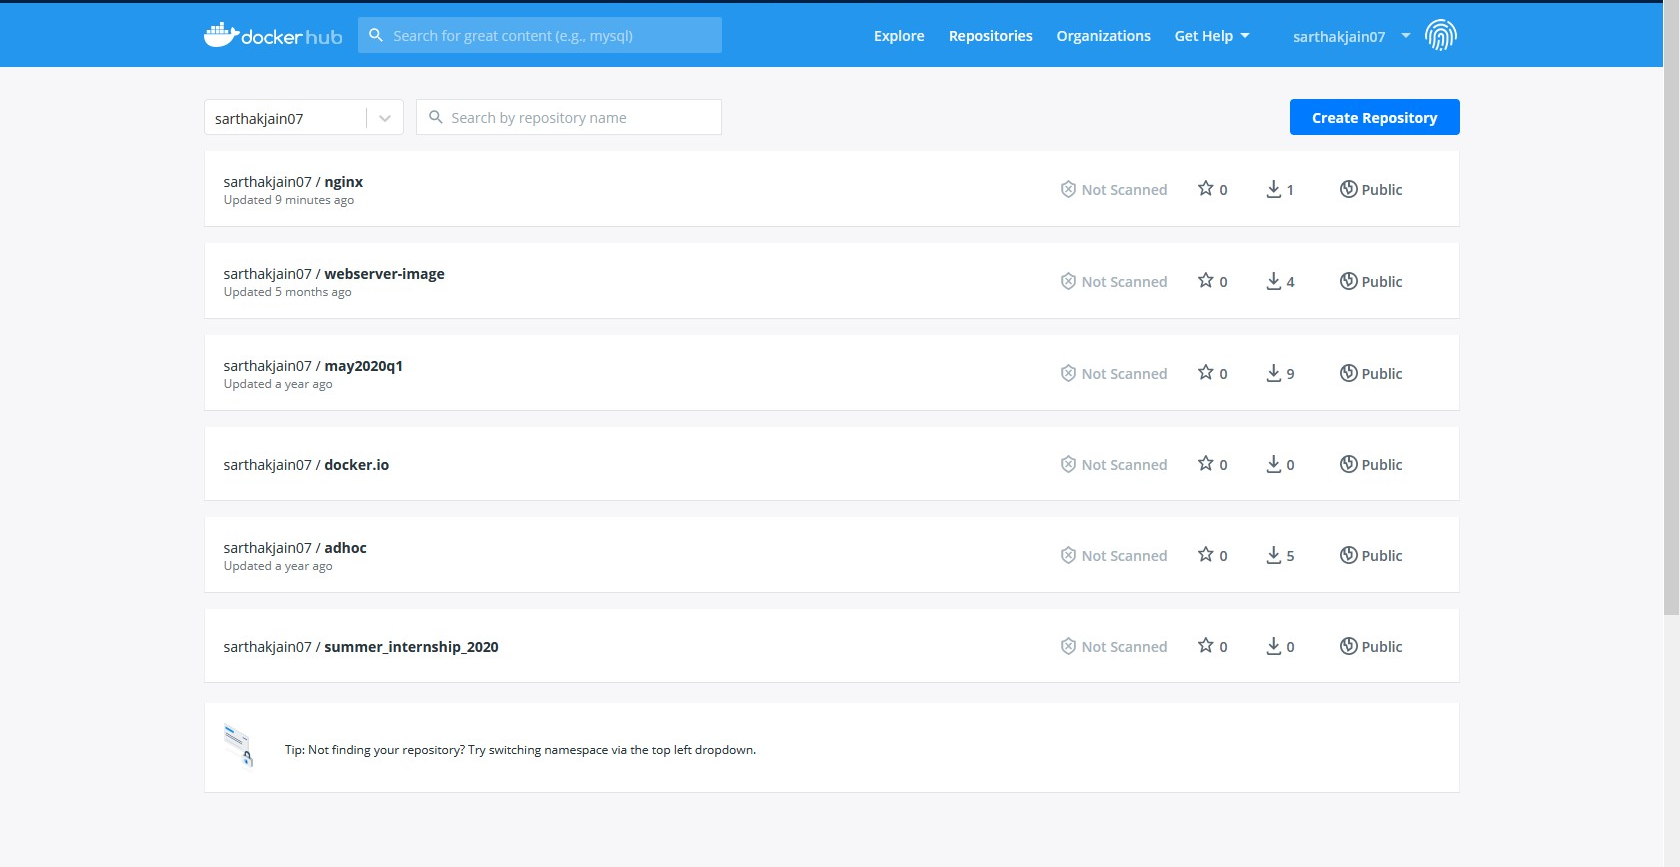 docker hub
Search for great content (e.g., mysql)
Explore Repositories Organizations Get Help sarthakjain07
sarthakjain07
Search by repository name
Create Repository
sarthakjain07 / nginx
Updated 9 minutes ago
Not Scanned 0 1 Public
sarthakjain07 / webserver-image
Updated 5 months ago
Not Scanned 0 4 Public
sarthakjain07 / may2020q1
Updated a year ago
Not Scanned 0 9 Public
sarthakjain07 / docker.io
Not Scanned 0 0 Public
sarthakjain07 / adhoc
Updated a year ago
Not Scanned 0 5 Public
sarthakjain07 / summer_internship_2020
Not Scanned 0 0 Public
Tip: Not finding your repository? Try switching namespace via the top left dropdown.